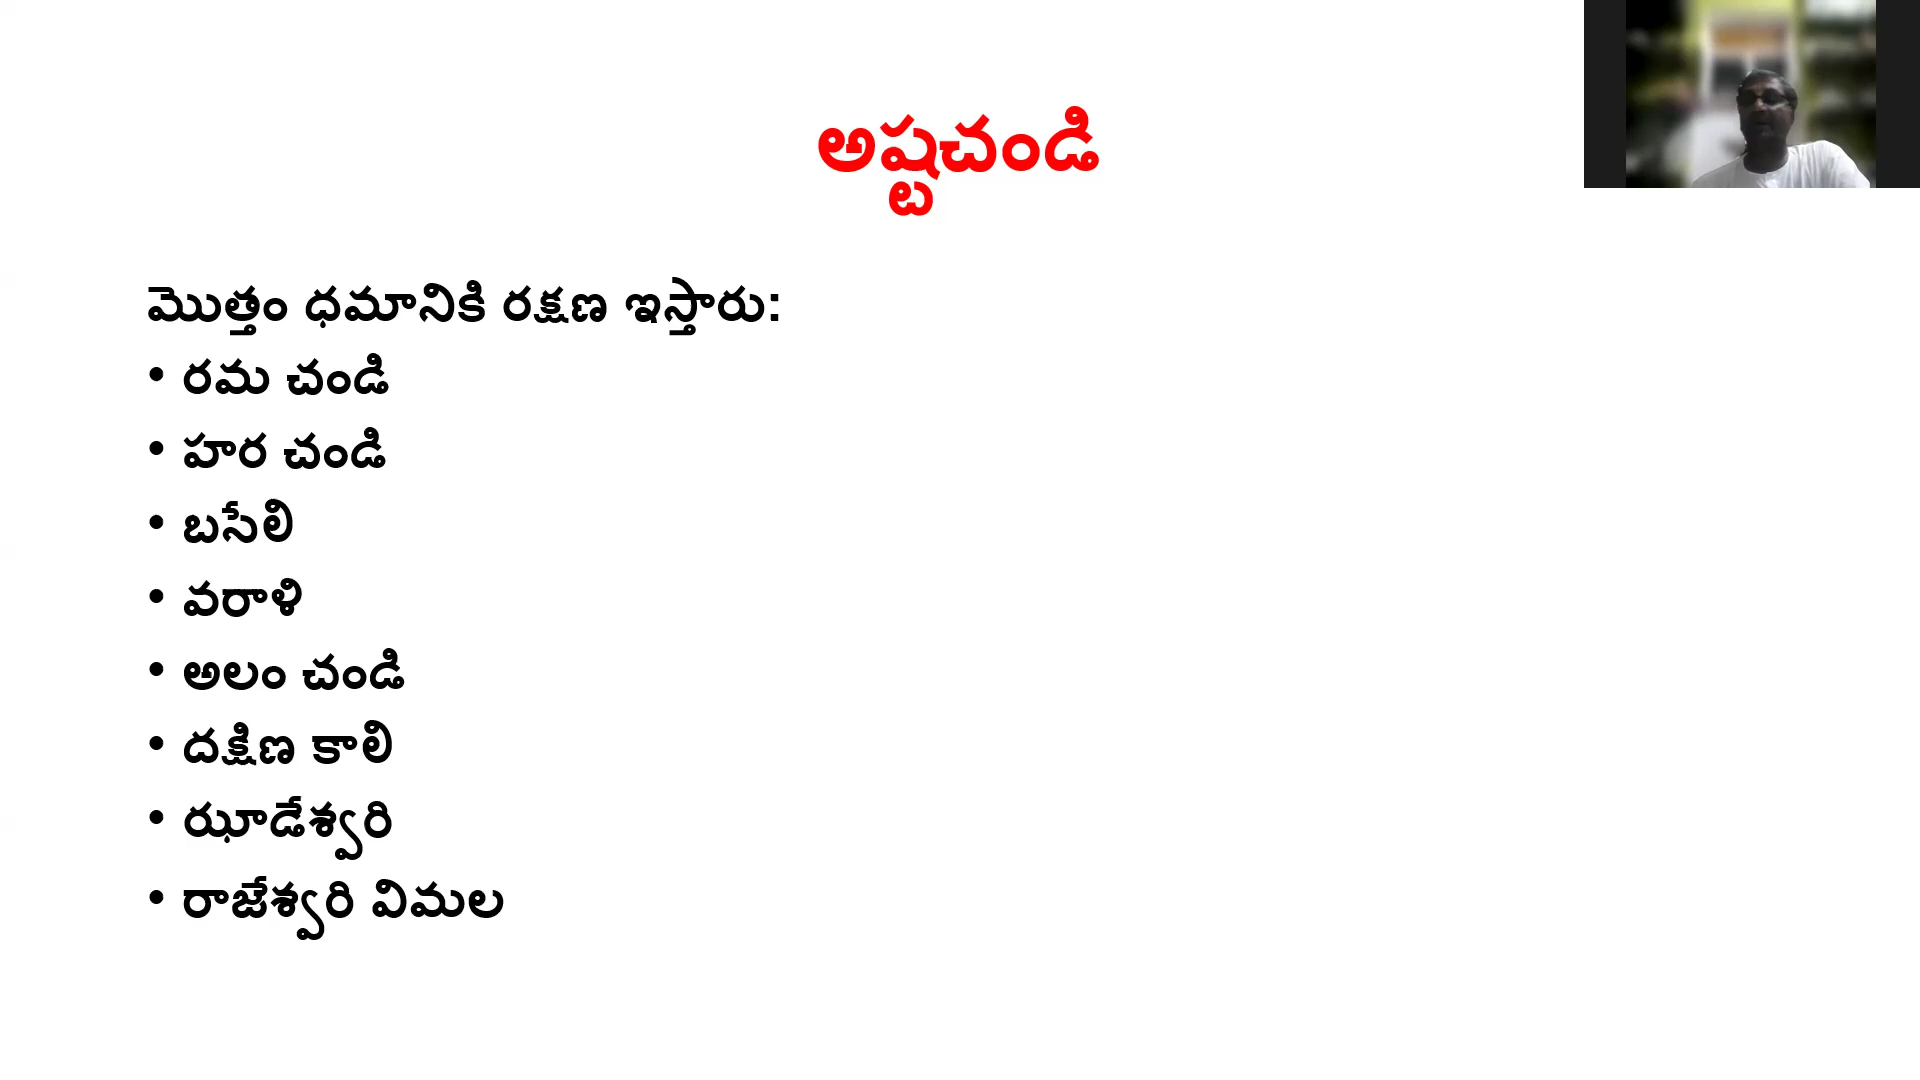 అష్టచండి
మొత్తం ధమానికి రక్షణ ఇస్తారు:
• రమ చండి
• హర చండి
• బసేలి
• వరాళి
• అలం చండి
• దక్షిణ కాలి
• ఝాడేశ్వరి
• రాజేశ్వరి విమల